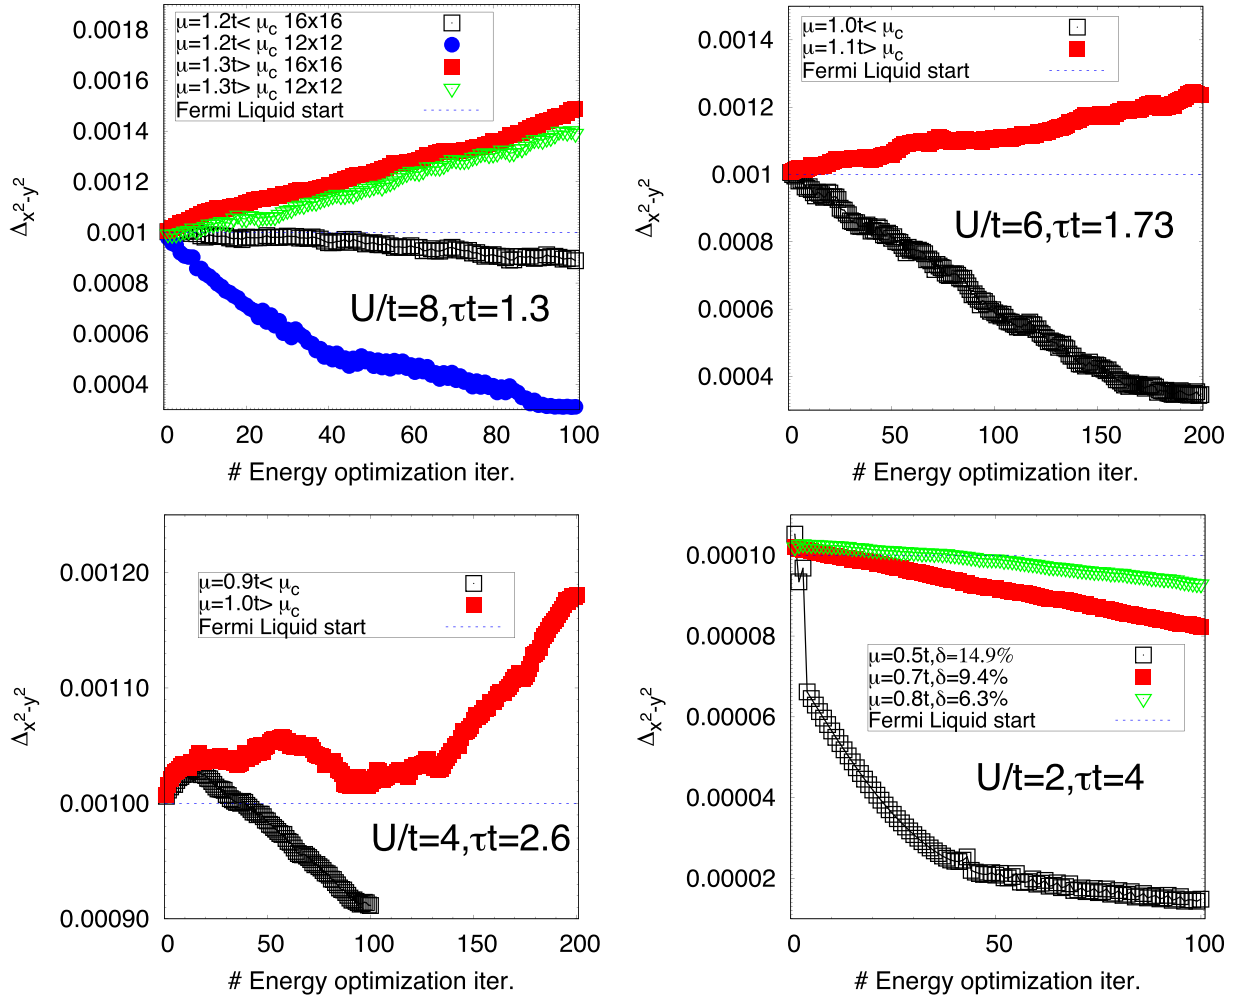 μ=1.2t< μc 16x16
μ=1.2t< μc 12x12
μ=1.3t> μc 16x16
μ=1.3t> μc 12x12
Fermi Liquid start
0.0018
0.0016
0.0014
0.0012
0.001
0.0008
0.0006
0.0004
Δx²-y²
U/t=8,τt=1.3
0 20 40 60 80 100
# Energy optimization iter.
μ=1.0t< μc
μ=1.1t> μc
Fermi Liquid start
0.0014
0.0012
0.001
0.0008
0.0006
0.0004
Δx²-y²
U/t=6,τt=1.73
0 50 100 150 200
# Energy optimization iter.
μ=0.9t< μc
μ=1.0t> μc
Fermi Liquid start
0.00120
0.00110
0.00100
0.00090
Δx²-y²
U/t=4,τt=2.6
0 50 100 150 200
# Energy optimization iter.
0.00010
0.00008
0.00006
0.00004
0.00002
Δx²-y²
μ=0.5t,δ=14.9%
μ=0.7t,δ=9.4%
μ=0.8t,δ=6.3%
Fermi Liquid start
U/t=2,τt=4
0 50 100
# Energy optimization iter.